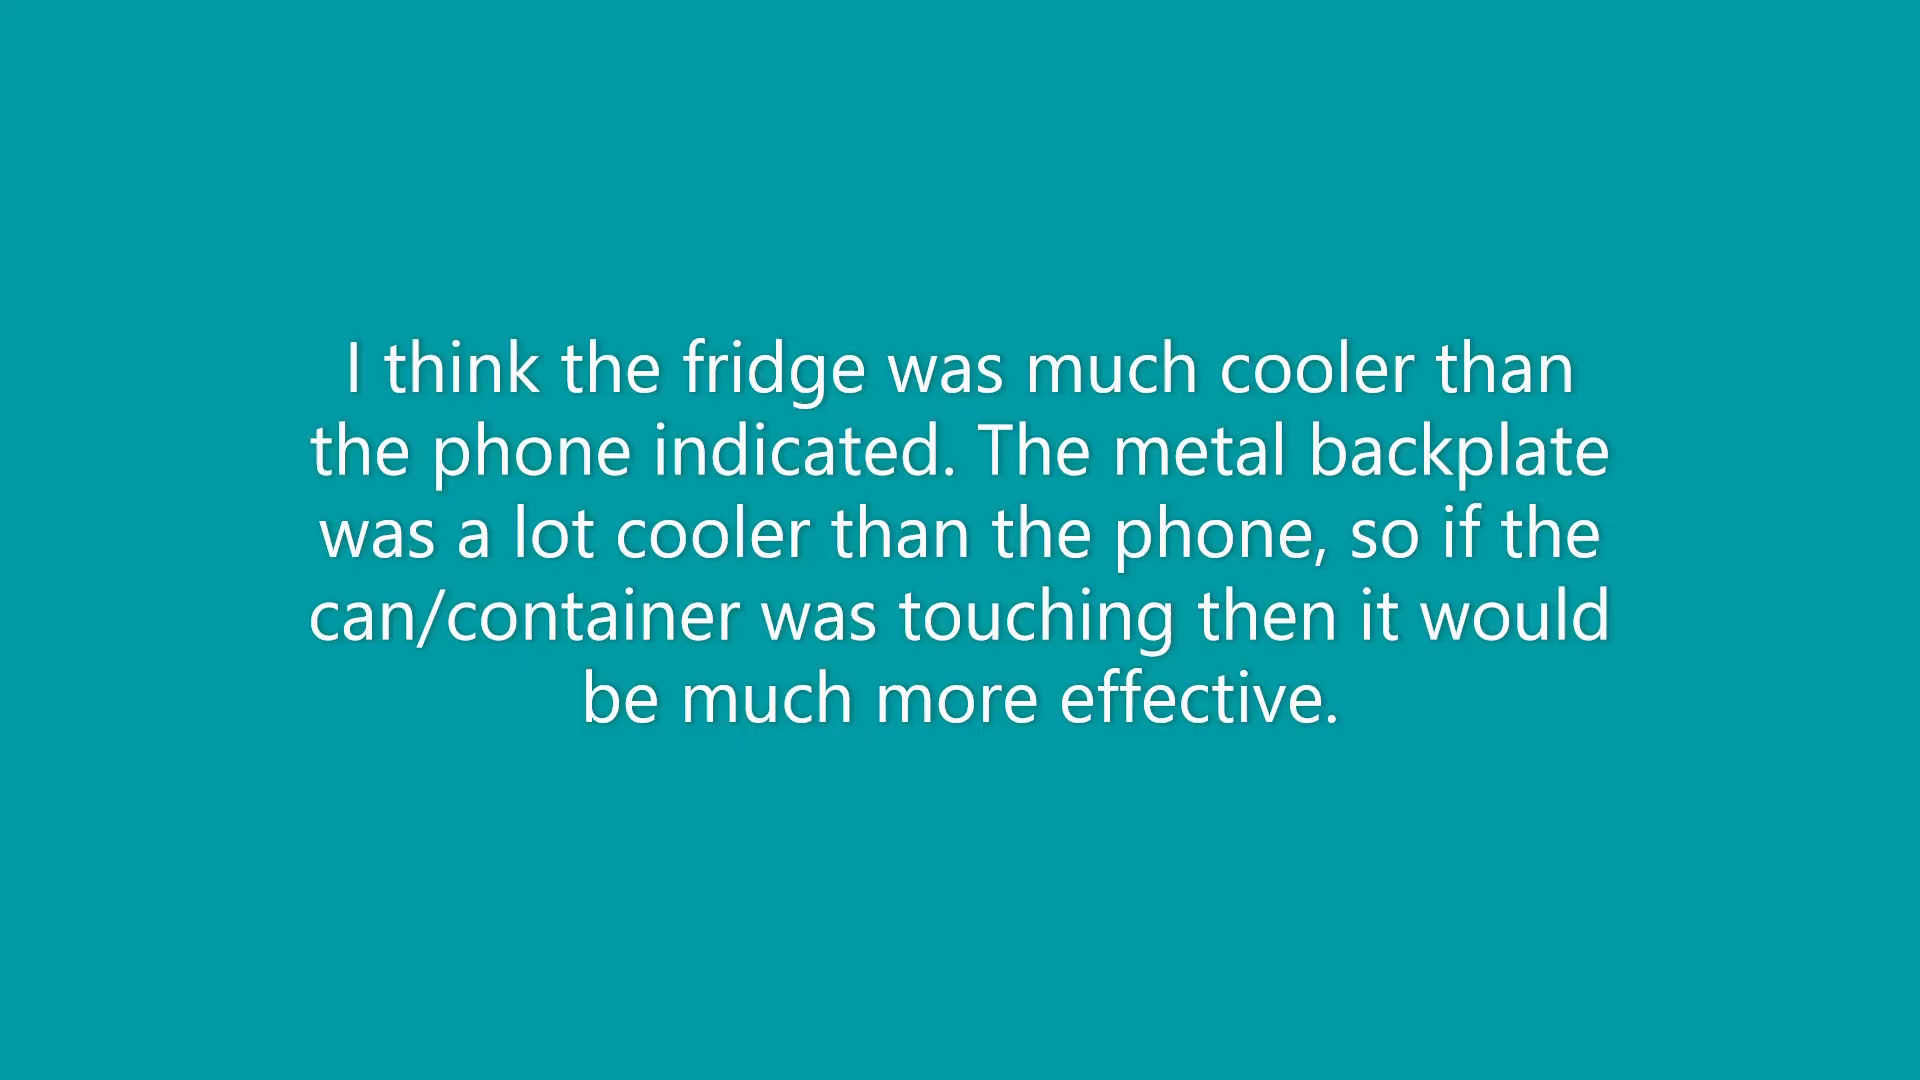 I think the fridge was much cooler than
the phone indicated. The metal backplate
was a lot cooler than the phone, so if the
can/container was touching then it would
be much more effective.